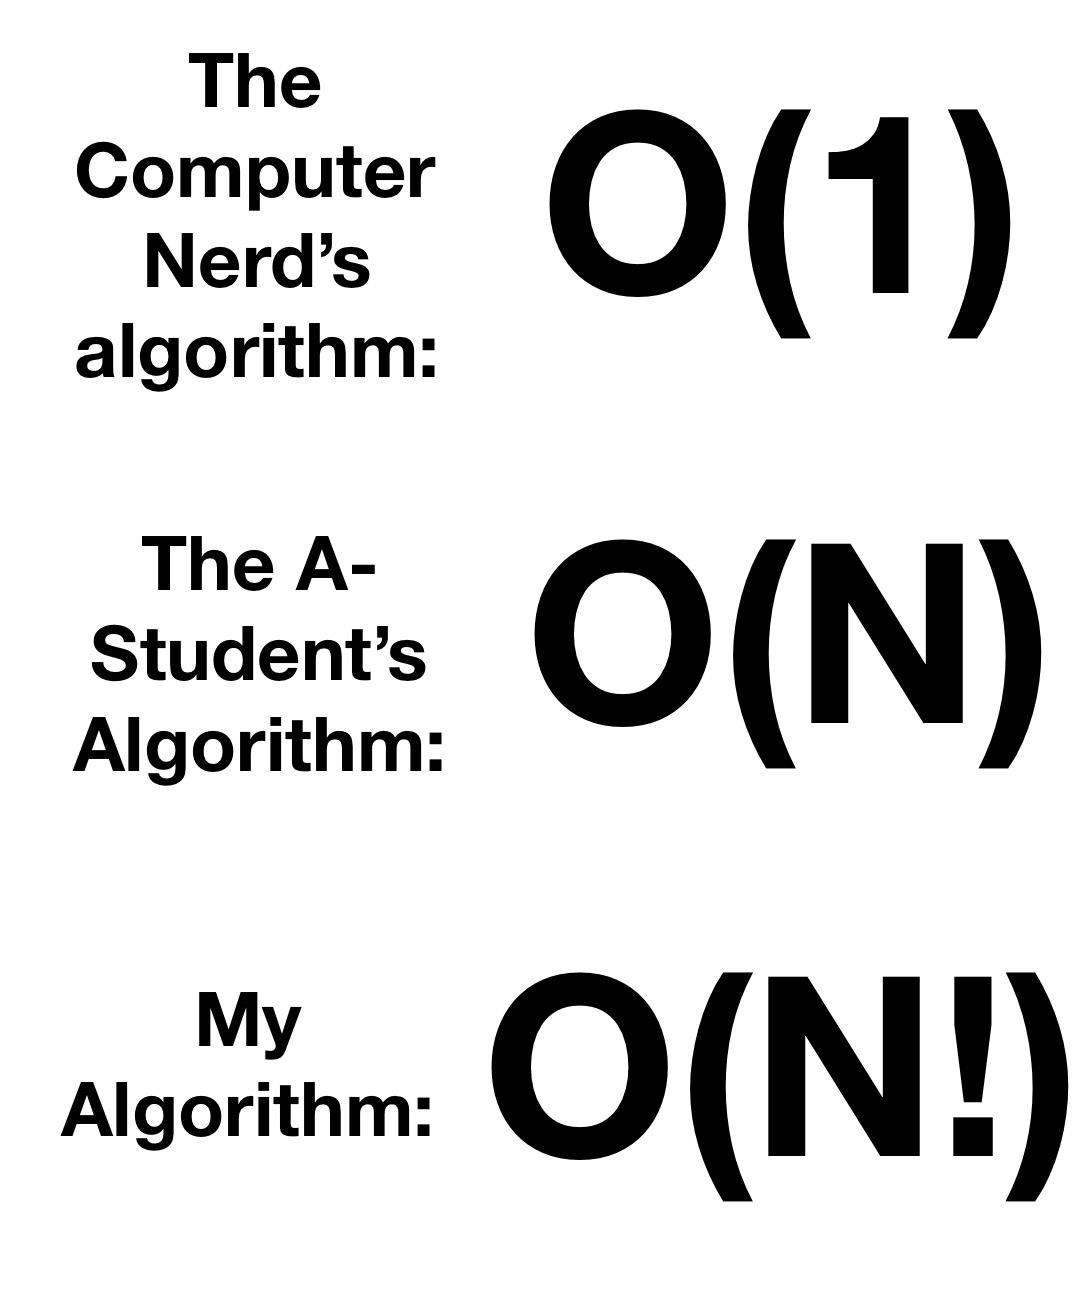 The
Computer
Nerd’s
algorithm:
O(1)
The A-
Student’s
Algorithm:
O(N)
My
Algorithm:
O(N!)